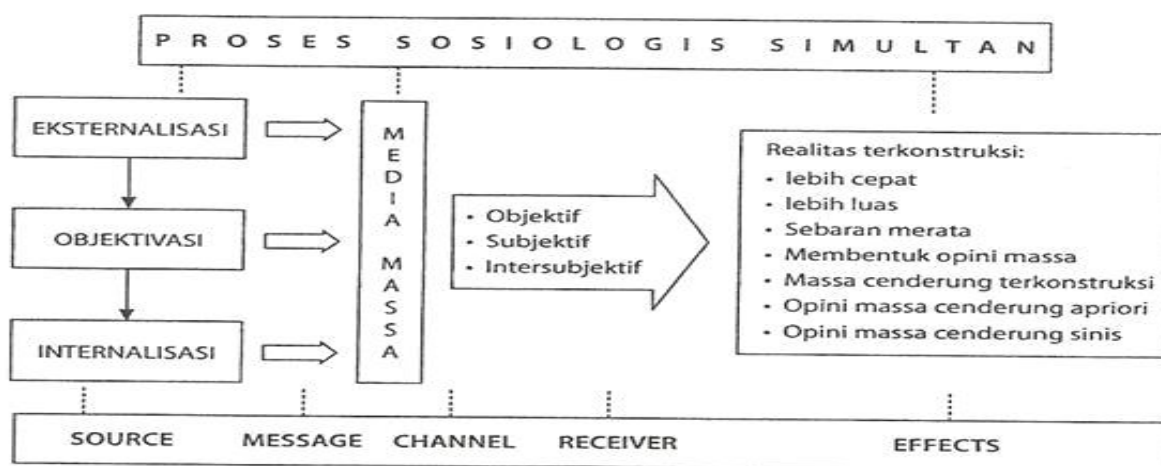 PROSES SOSIOLOGIS SIMULTAN
EKSTERNALISASI
OBJEKTIVASI
INTERNALISASI
MEDIA MASSA
• Objektif
• Subjektif
• Intersubjektif
Realitas terkonstruksi:
• lebih cepat
• lebih luas
• Sebaran merata
• Membentuk opini massa
• Massa cenderung terkonstruksi
• Opini massa cenderung apriori
• Opini massa cenderung sinis
SOURCE MESSAGE CHANNEL RECEIVER EFFECTS